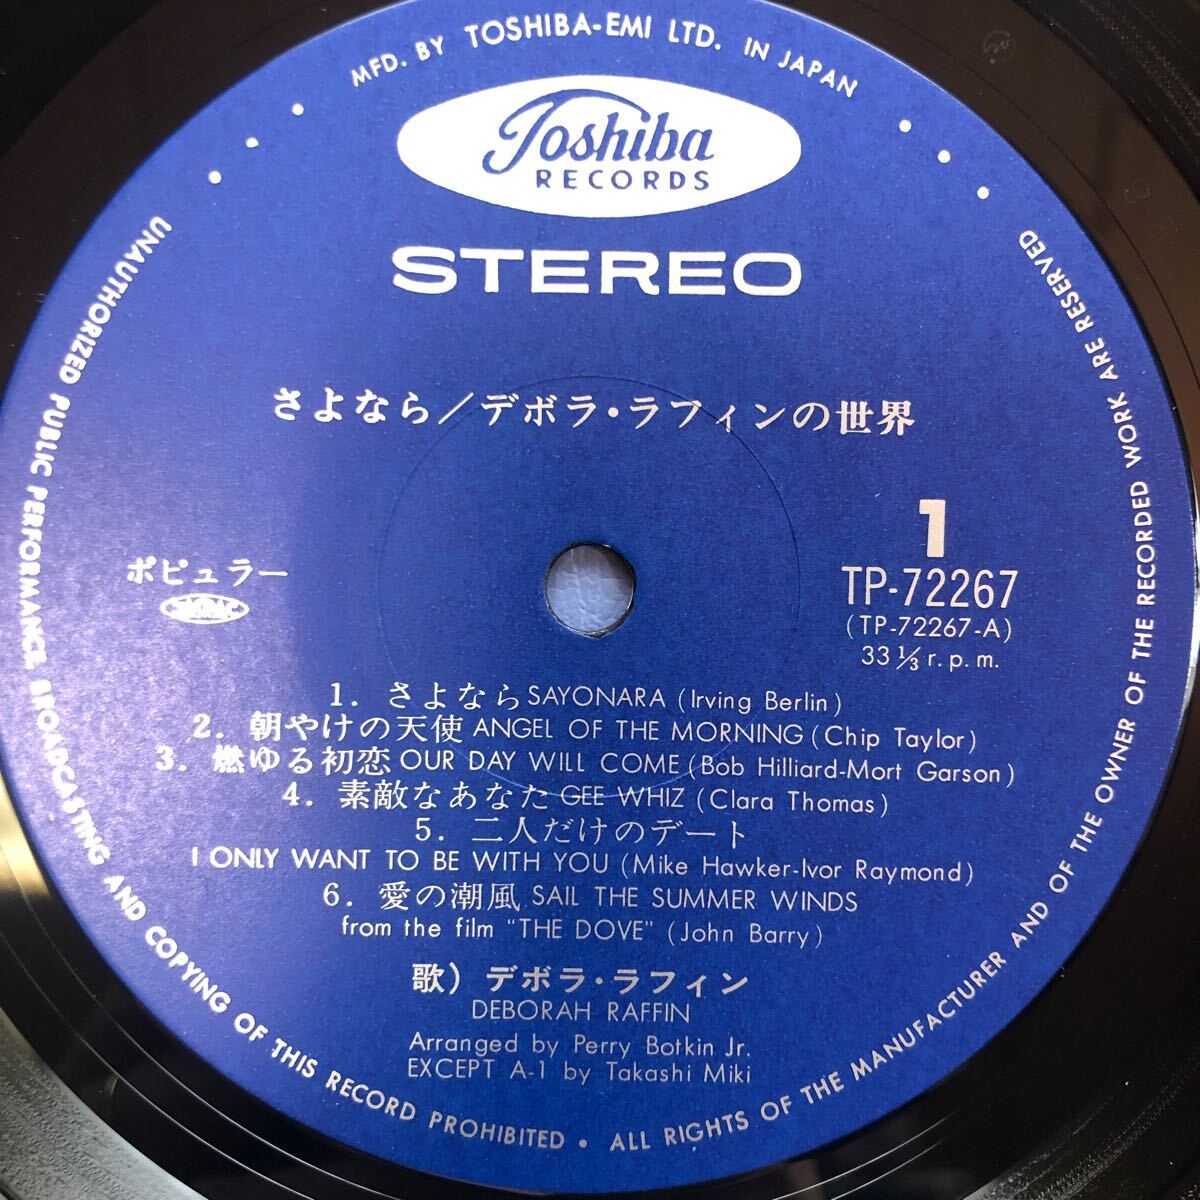 MFD. BY TOSHIBA-EMI LTD. IN JAPAN
Toshiba
RECORDS
STEREO
さよなら/デボラ・ラフィンの世界
1
ポピュラー
JASRAC
TP-72267
(TP-72267-A)
33 1/3 r.p.m.
1. さよなら SAYONARA (Irving Berlin)
2. 朝やけの天使 ANGEL OF THE MORNING (Chip Taylor)
3. 燃ゆる初恋 OUR DAY WILL COME (Bob Hilliard-Mort Garson)
4. 素敵なあなた GEE WHIZ (Clara Thomas)
5. 二人だけのデート
I ONLY WANT TO BE WITH YOU (Mike Hawker-Ivor Raymond)
6. 愛の潮風 SAIL THE SUMMER WINDS
from the film "THE DOVE" (John Barry)
歌) デボラ・ラフィン
DEBORAH RAFFIN
Arranged by Perry Botkin Jr.
EXCEPT A-1 by Takashi Miki
UNAUTHORIZED PUBLIC PERFORMANCE, BROADCASTING AND COPYING OF THIS RECORD PROHIBITED • ALL RIGHTS OF THE MANUFACTURER AND OF THE OWNER OF THE RECORDED WORK ARE RESERVED